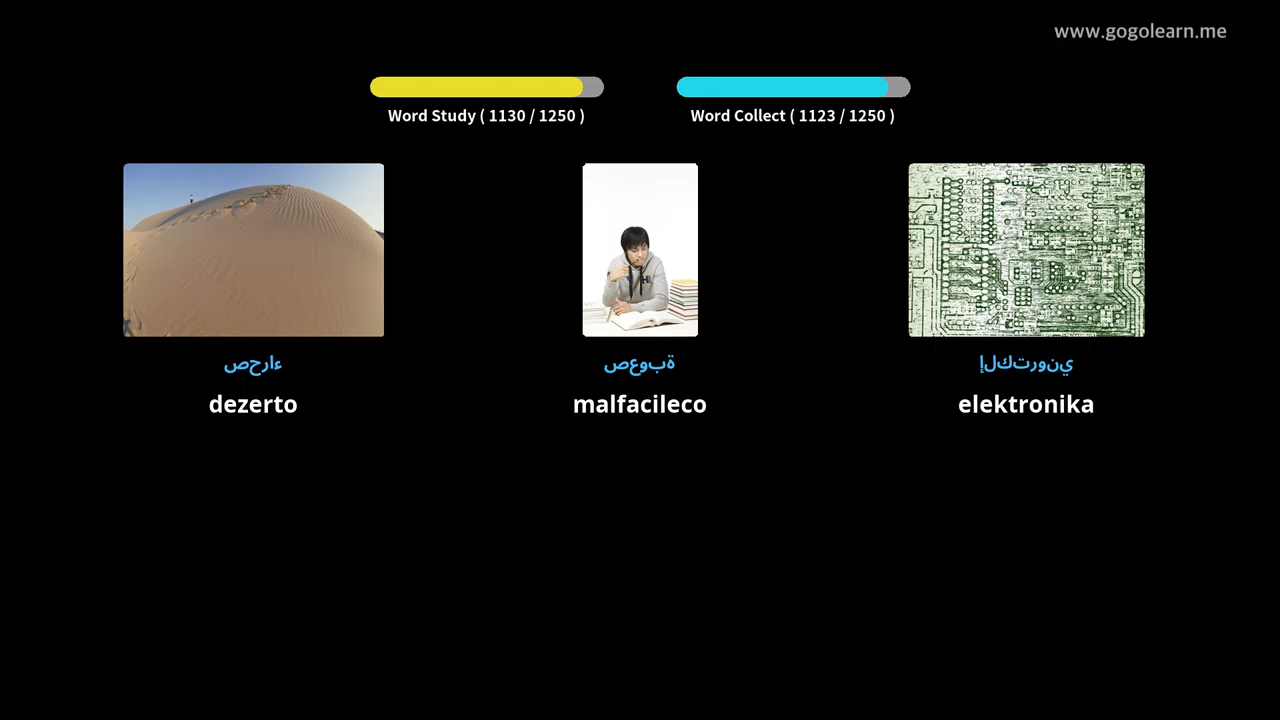 www.gogolearn.me
Word Study ( 1130 / 1250 )
Word Collect ( 1123 / 1250 )
صحراء
صعوبة
إلكتروني
dezerto
malfacileco
elektronika